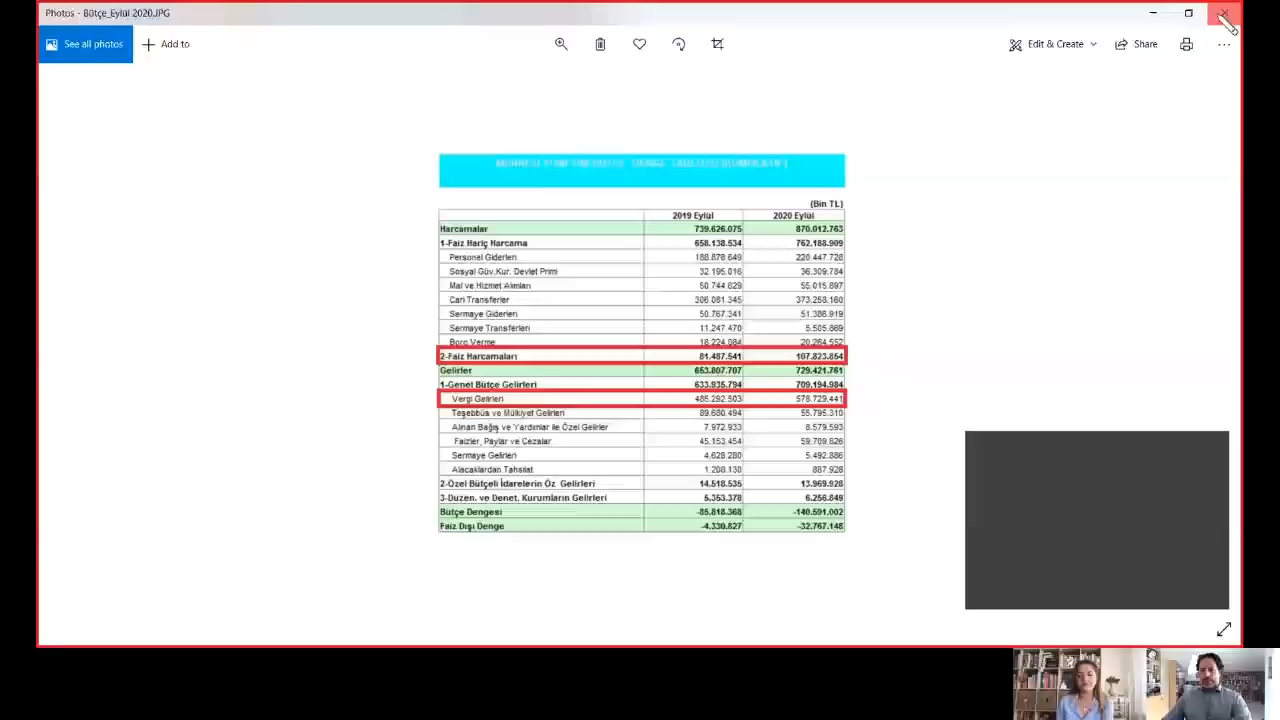 Photos - Bütçe_Eylül 2020.JPG
See all photos
Add to
Edit & Create
Share
(Bin TL)
2019 Eylül 2020 Eylül
Harcamalar 739.626.075 870.012.763
1-Faiz Hariç Harcama 658.138.534 762.188.909
Personel Giderleri 188.878.649 220.447.728
Sosyal Güv.Kur. Devlet Primi 32.195.016 36.309.784
Mal ve Hizmet Alımları 50.744.629 55.015.897
Cari Transferler 306.081.345 373.258.160
Sermaye Giderleri 50.767.341 51.386.919
Sermaye Transferleri 11.247.470 5.505.869
Borç Verme 18.224.084 20.264.552
2-Faiz Harcamaları 81.487.541 107.823.854
Gelirler 653.807.707 729.421.761
1-Genel Bütçe Gelirleri 633.935.794 709.194.984
Vergi Gelirleri 485.292.503 578.729.441
Teşebbüs ve Mülkiyet Gelirleri 89.680.494 55.795.310
Alınan Bağış ve Yardımlar ile Özel Gelirler 7.972.933 8.579.593
Faizler, Paylar ve Cezalar 45.153.454 59.709.826
Sermaye Gelirleri 4.628.280 5.492.886
Alacaklardan Tahsilat 1.208.130 887.928
2-Özel Bütçeli İdarelerin Öz Gelirleri 14.518.535 13.969.928
3-Düzen. ve Denet. Kurumların Gelirleri 5.353.378 6.256.849
Bütçe Dengesi -85.818.368 -140.591.002
Faiz Dışı Denge -4.330.827 -32.767.148